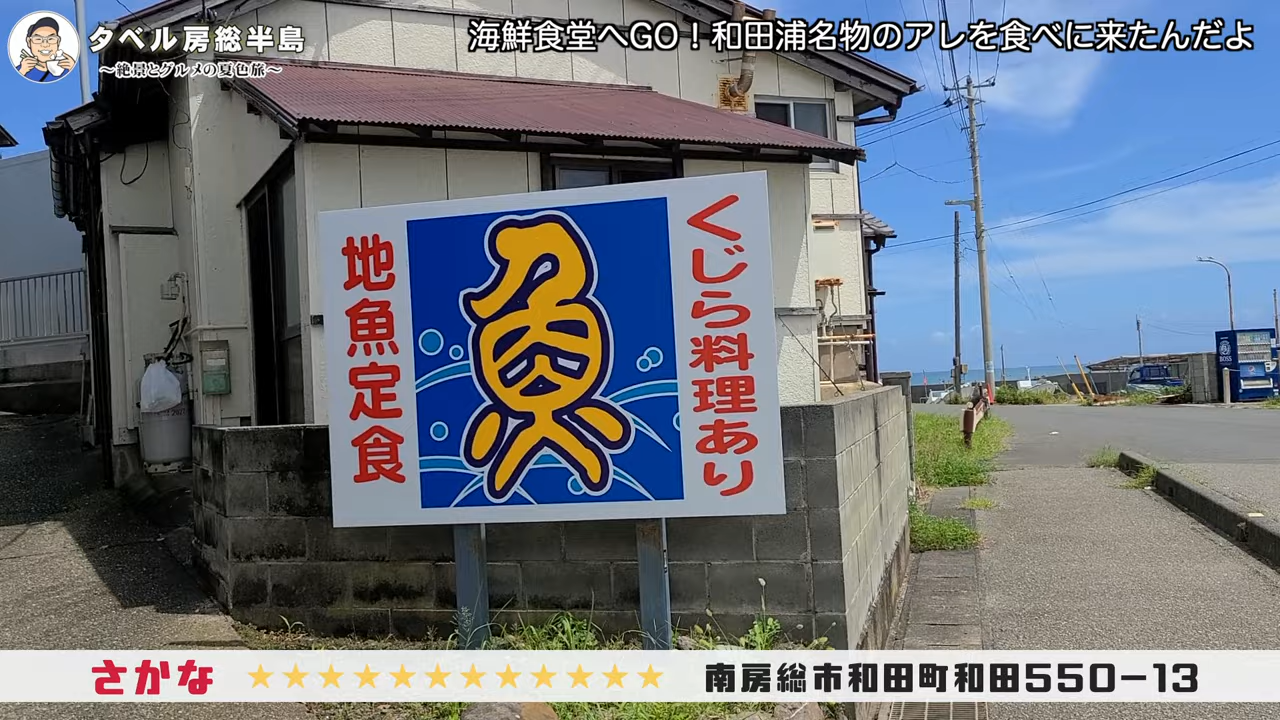 タベル房総半島
～絶景とグルメの夏色旅～
海鮮食堂へGO！和田浦名物のアレを食べに来たんだよ
くじら料理あり
魚
地魚定食
BOSS
さかな ★★★★★★★★★★★★ 南房総市和田町和田550−13